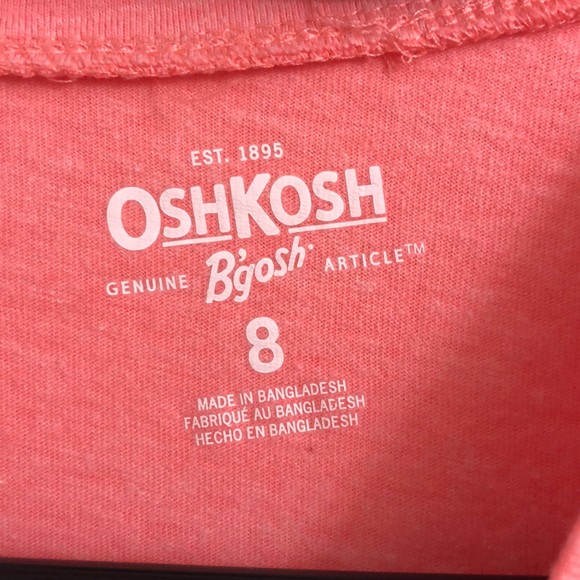 EST. 1895
OSHKOSH
GENUINE B'gosh ARTICLE™
8
MADE IN BANGLADESH
FABRIQUÉ AU BANGLADESH
HECHO EN BANGLADESH